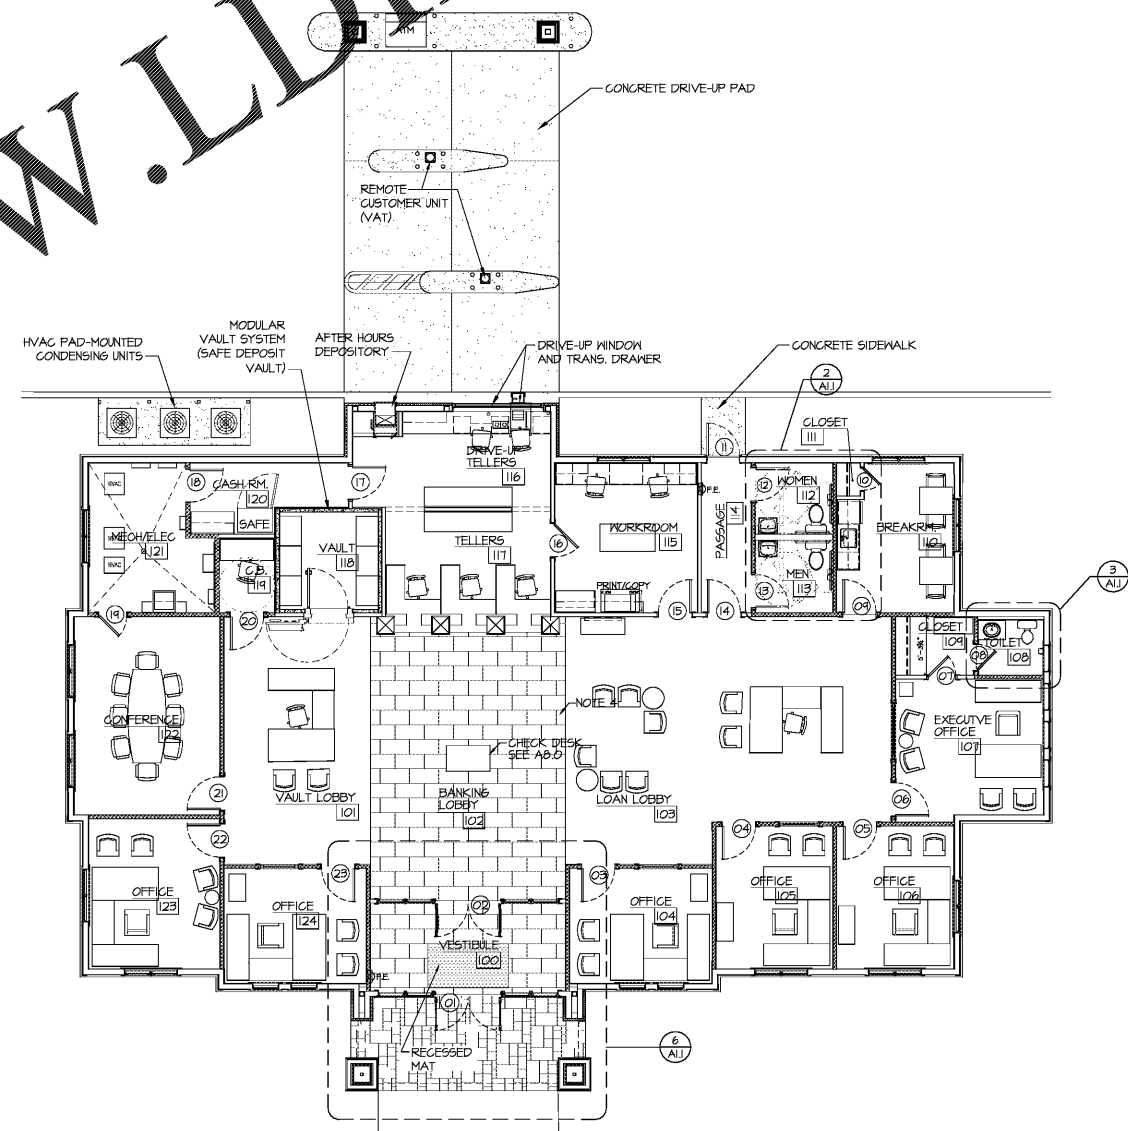 W.LD
ATM
CONCRETE DRIVE-UP PAD
REMOTE
CUSTOMER UNIT
(VAT)
MODULAR
VAULT SYSTEM
(SAFE DEPOSIT
VAULT)
AFTER HOURS
DEPOSITORY
DRIVE-UP WINDOW
AND TRANS. DRAWER
HVAC PAD-MOUNTED
CONDENSING UNITS
CONCRETE SIDEWALK
2
A1.1
CLOSET
111
11
DRIVE-UP
TELLERS
116
18
CASH RM.
120
SAFE
17
HVAC
HVAC
HVAC
MECH/ELEC
121
VAULT
118
C.B.
119
TELLERS
117
16
WORKROOM
115
PRINT/COPY
F.E.
PASSAGE
114
12
WOMEN
112
10
BREAKRM.
110
MEN
113
13
3
A1.1
19
20
15
14
09
CLOSET
109
5'-3¾"
08
TOILET
108
07
CONFERENCE
122
NOTE 4
CHECK DESK
SEE A8.0
EXECUTIVE
OFFICE
107
21
VAULT LOBBY
101
BANKING
LOBBY
102
LOAN LOBBY
103
06
22
04
05
23
03
OFFICE
123
OFFICE
124
02
OFFICE
104
OFFICE
105
OFFICE
106
VESTIBULE
100
F.E.
01
RECESSED
MAT
6
A1.1